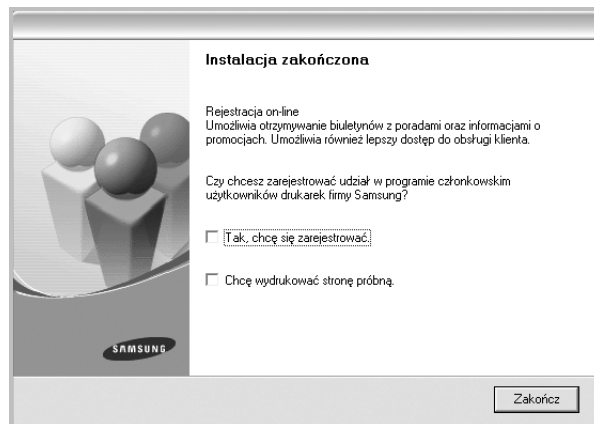 Instalacja zakończona
Rejestracja on-line
Umożliwia otrzymywanie biuletynów z poradami oraz informacjami o
promocjach. Umożliwia również lepszy dostęp do obsługi klienta.
Czy chcesz zarejestrować udział w programie członkowskim
użytkowników drukarek firmy Samsung?
Tak, chcę się zarejestrować.
Chcę wydrukować stronę próbną.
SAMSUNG
Zakończ